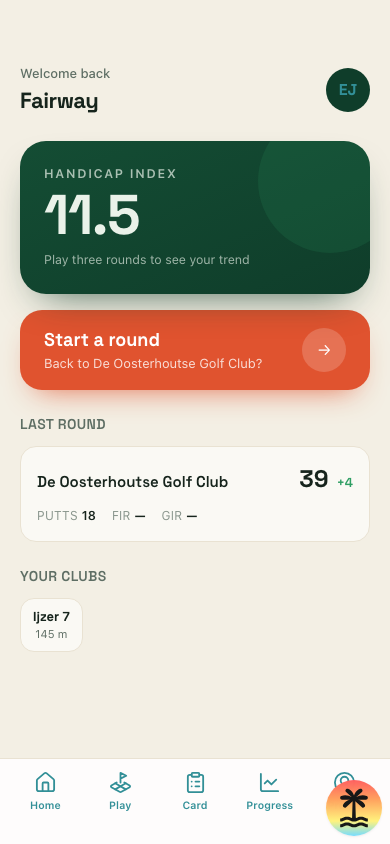 Welcome back
Fairway
EJ
HANDICAP INDEX
11.5
Play three rounds to see your trend
Start a round
Back to De Oosterhoutse Golf Club?
LAST ROUND
De Oosterhoutse Golf Club 39 +4
PUTTS 18 FIR — GIR —
YOUR CLUBS
Ijzer 7
145 m
Home Play Card Progress